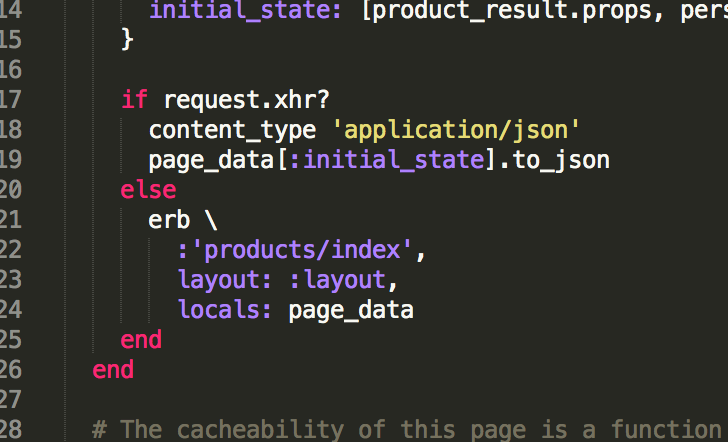 14 initial_state: [product_result.props, pers
15 }
16
17 if request.xhr?
18 content_type 'application/json'
19 page_data[:initial_state].to_json
20 else
21 erb \
22 :'products/index',
23 layout: :layout,
24 locals: page_data
25 end
26 end
27
28 # The cacheability of this page is a function